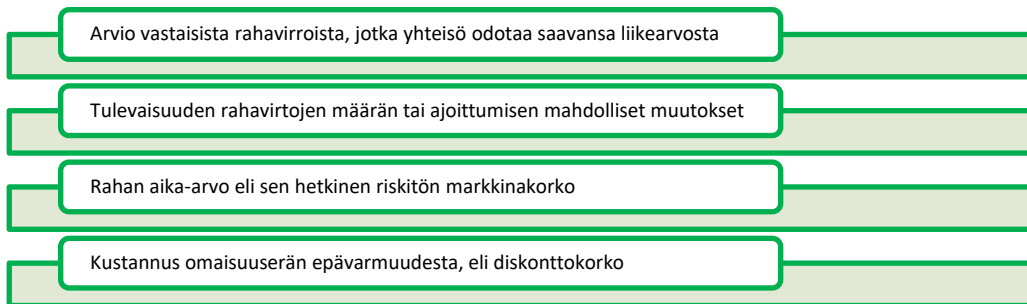 Arvio vastaisista rahavirroista, jotka yhteisö odotaa saavansa liikearvosta
Tulevaisuuden rahavirtojen määrän tai ajoittumisen mahdolliset muutokset
Rahan aika-arvo eli sen hetkinen riskitön markkinakorko
Kustannus omaisuuserän epävarmuudesta, eli diskonttokorko